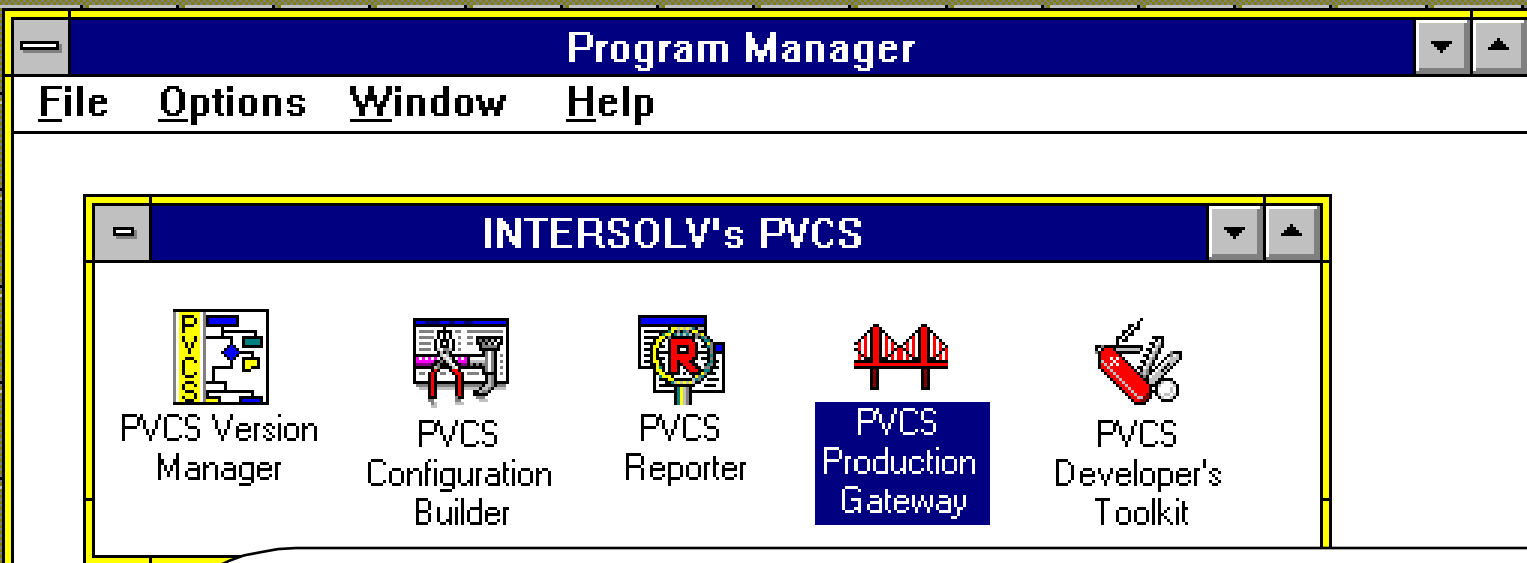 Program Manager
File Options Window Help
INTERSOLV's PVCS
PVCS
PVCS Version
Manager
PVCS
Configuration
Builder
R
PVCS
Reporter
PVCS
Production
Gateway
PVCS
Developer's
Toolkit